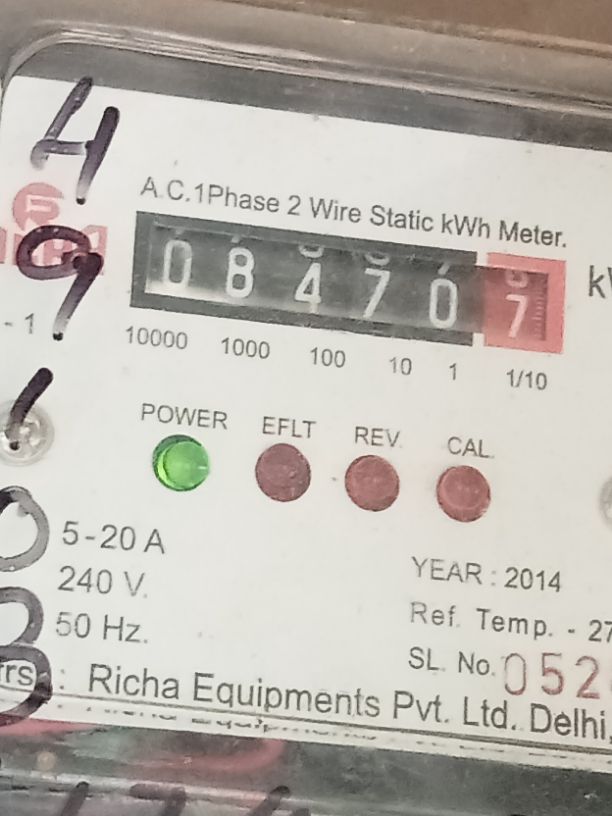 A.C.1Phase 2 Wire Static kWh Meter.
0 8 4 7 0 7
10000 1000 100 10 1 1/10
POWER EFLT REV. CAL.
5-20 A
240 V.
50 Hz.
YEAR : 2014
Ref. Temp. - 27
SL. No. 052
Richa Equipments Pvt. Ltd. Delhi,
4
9